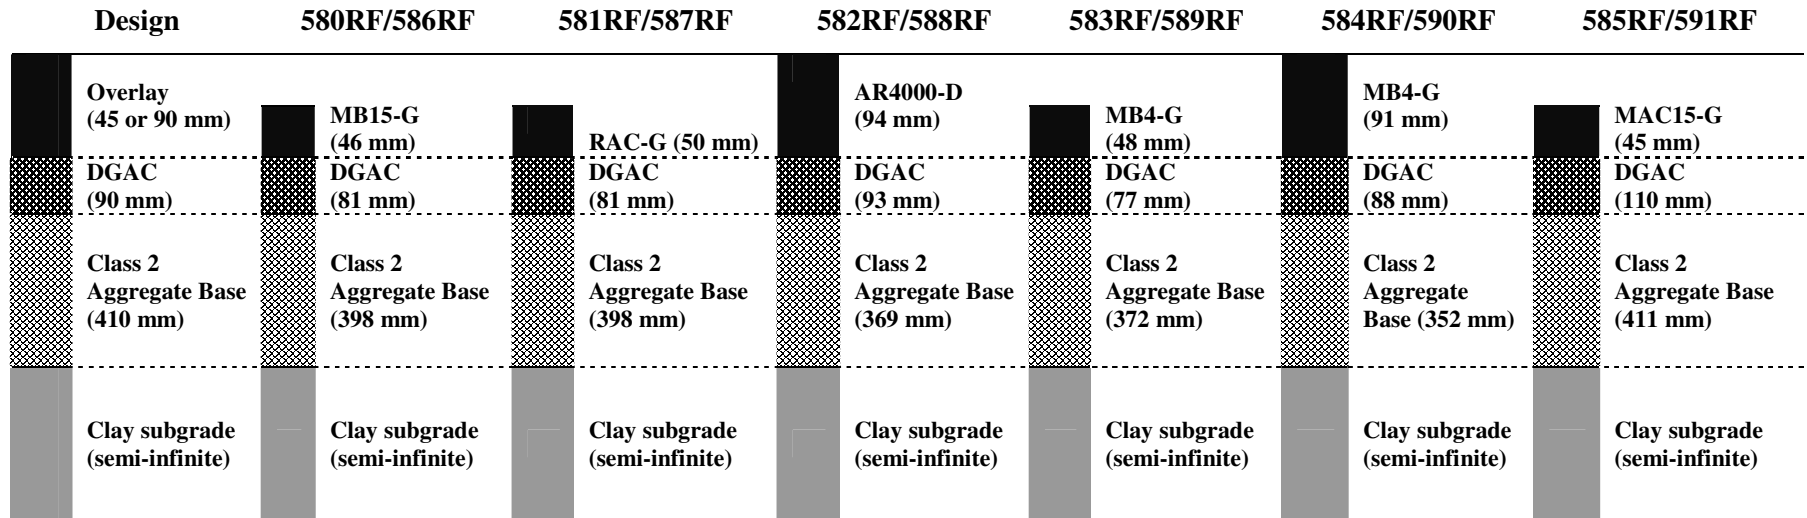 Design 580RF/586RF 581RF/587RF 582RF/588RF 583RF/589RF 584RF/590RF 585RF/591RF
Overlay
(45 or 90 mm)
MB15-G
(46 mm)
RAC-G (50 mm)
AR4000-D
(94 mm)
MB4-G
(48 mm)
MB4-G
(91 mm)
MAC15-G
(45 mm)
DGAC
(90 mm)
DGAC
(81 mm)
DGAC
(81 mm)
DGAC
(93 mm)
DGAC
(77 mm)
DGAC
(88 mm)
DGAC
(110 mm)
Class 2
Aggregate Base
(410 mm)
Class 2
Aggregate Base
(398 mm)
Class 2
Aggregate Base
(398 mm)
Class 2
Aggregate Base
(369 mm)
Class 2
Aggregate Base
(372 mm)
Class 2
Aggregate
Base (352 mm)
Class 2
Aggregate Base
(411 mm)
Clay subgrade
(semi-infinite)
Clay subgrade
(semi-infinite)
Clay subgrade
(semi-infinite)
Clay subgrade
(semi-infinite)
Clay subgrade
(semi-infinite)
Clay subgrade
(semi-infinite)
Clay subgrade
(semi-infinite)